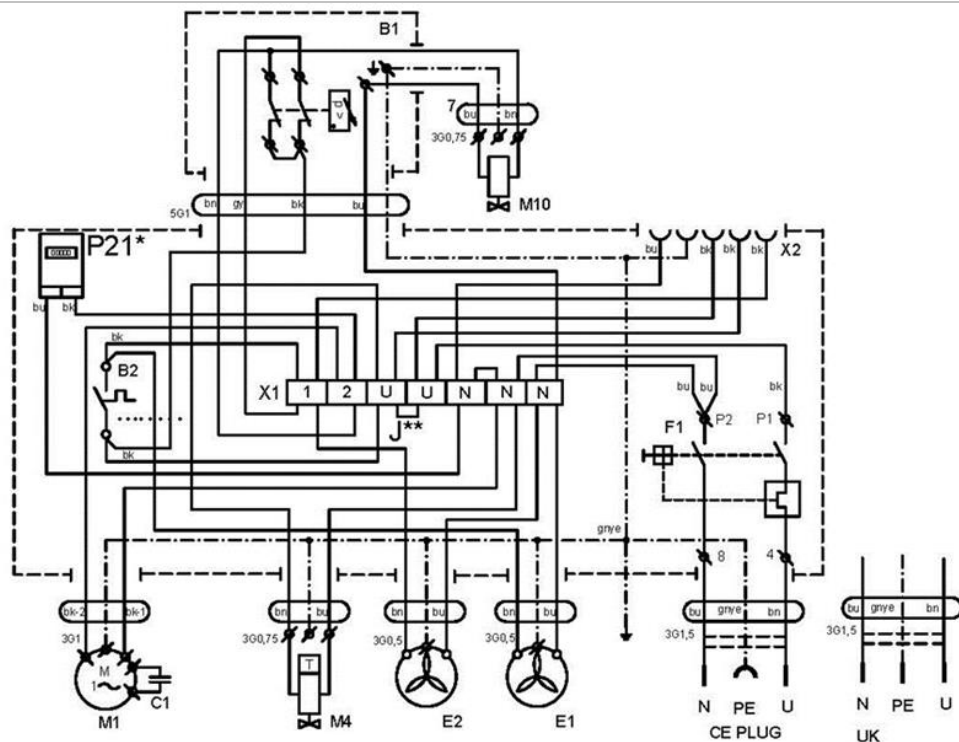 B1
7
bu bn
3G0,75
p >
M10
bn gy bk bu
5G1
P21*
00000
bu bk
bu bk bk bk
X2
bk
B2
bk
X1 1 2 U U N N N
J**
bu bu bk
P2 P1
F1
gnye
8 4
bk-2 bk-1
3G1
M
1
C1
M1
bn bu
3G0,75
T
M4
bn bu
3G0,5
E2
bn bu
3G0,5
E1
bu gnye bn
3G1,5
N PE U
CE PLUG
bu gnye bn
3G1,5
N PE U
UK